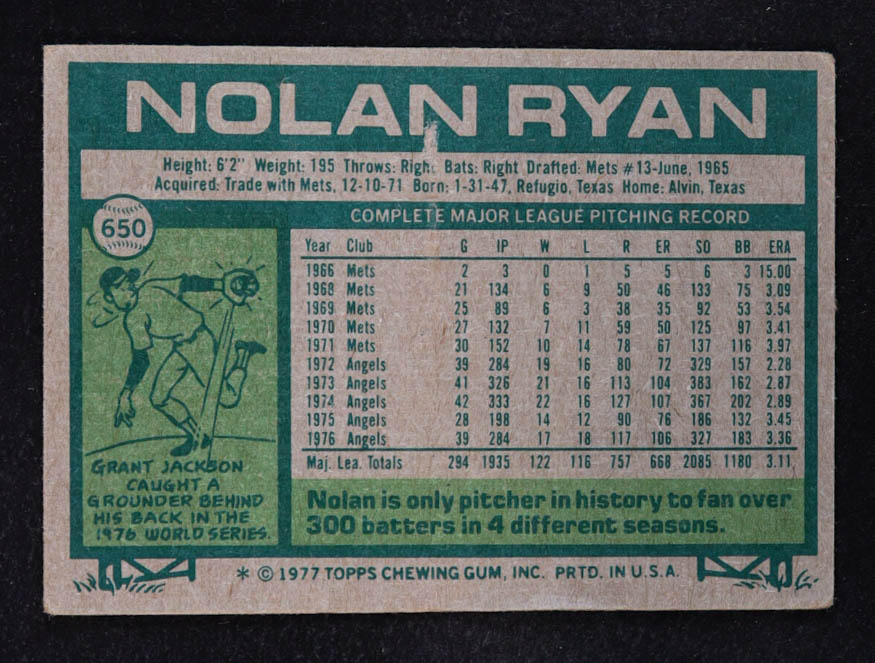 NOLAN RYAN
Height: 6'2" Weight: 195 Throws: Righ Bats: Right Drafted: Mets #13-June, 1965
Acquired: Trade with Mets, 12-10-71 Born: 1-31-47, Refugio, Texas Home: Alvin, Texas
650
COMPLETE MAJOR LEAGUE PITCHING RECORD
Year Club G IP W L R ER SO BB ERA
1966 Mets 2 3 0 1 5 5 6 3 15.00
1968 Mets 21 134 6 9 50 46 133 75 3.09
1969 Mets 25 89 6 3 38 35 92 53 3.54
1970 Mets 27 132 7 11 59 50 125 97 3.41
1971 Mets 30 152 10 14 78 67 137 116 3.97
1972 Angels 39 284 19 16 80 72 329 157 2.28
1973 Angels 41 326 21 16 113 104 383 162 2.87
1974 Angels 42 333 22 16 127 107 367 202 2.89
1975 Angels 28 198 14 12 90 76 186 132 3.45
1976 Angels 39 284 17 18 117 106 327 183 3.36
Maj. Lea. Totals 294 1935 122 116 757 668 2085 1180 3.11
GRANT JACKSON
CAUGHT A
GROUNDER BEHIND
HIS BACK IN THE
1976 WORLD SERIES.
Nolan is only pitcher in history to fan over
300 batters in 4 different seasons.
* © 1977 TOPPS CHEWING GUM, INC. PRTD. IN U.S.A.